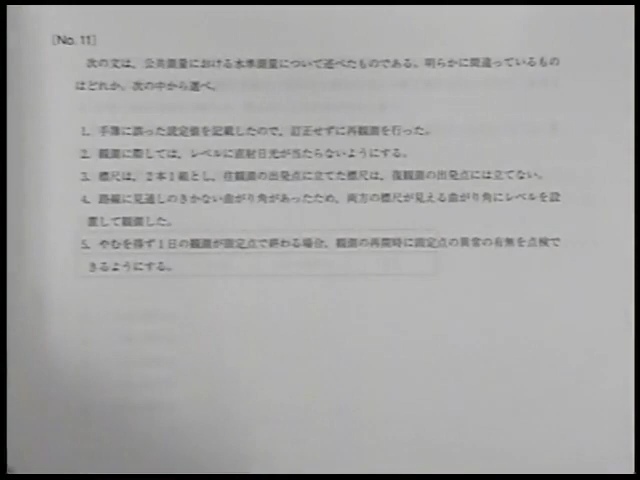 [No. 11]
次の文は、公共測量における水準測量について述べたものである。明らかに間違っているもの
はどれか。次の中から選べ。
1. 手簿に誤った読定値を記載したので、訂正せずに再観測を行った。
2. 観測に際しては、レベルに直射日光が当たらないようにする。
3. 標尺は、2本1組とし、往観測の出発点に立てた標尺は、復観測の出発点には立てない。
4. 路線に見通しのきかない曲がり角があったため、両方の標尺が見える曲がり角にレベルを設
置して観測した。
5. やむを得ず1日の観測が固定点で終わる場合、観測の再開時に固定点の異常の有無を点検で
きるようにする。